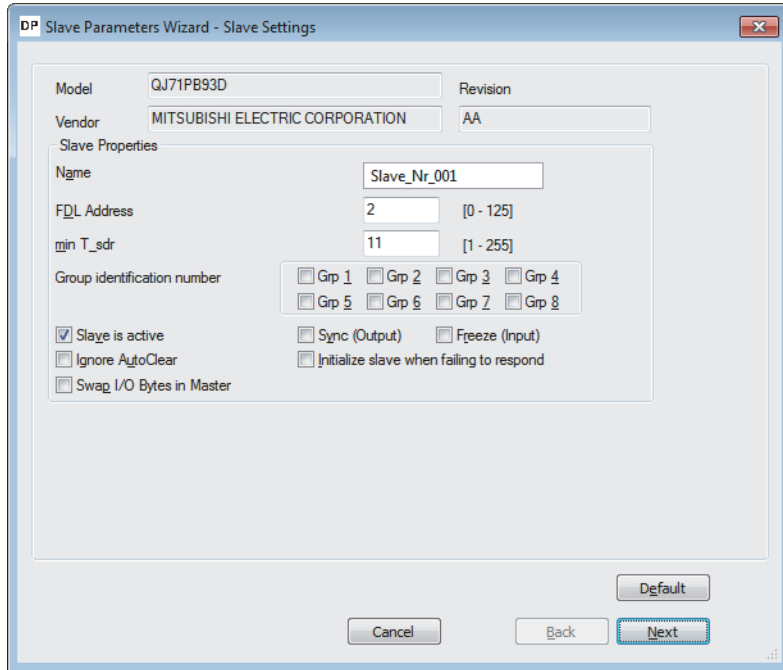 DP Slave Parameters Wizard - Slave Settings
Model QJ71PB93D Revision
Vendor MITSUBISHI ELECTRIC CORPORATION AA
Slave Properties
Name Slave_Nr_001
FDL Address 2 [0 - 125]
min T_sdr 11 [1 - 255]
Group identification number Grp 1 Grp 2 Grp 3 Grp 4
Grp 5 Grp 6 Grp 7 Grp 8
Slave is active Sync (Output) Freeze (Input)
Ignore AutoClear Initialize slave when failing to respond
Swap I/O Bytes in Master
Default
Cancel Back Next